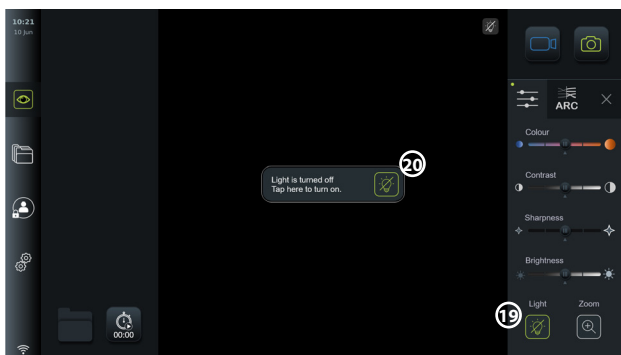 10:21
10 Jun
ARC
Colour
20
Light is turned off
Tap here to turn on.
Contrast
Sharpness
Brightness
19
Light
Zoom
00:00